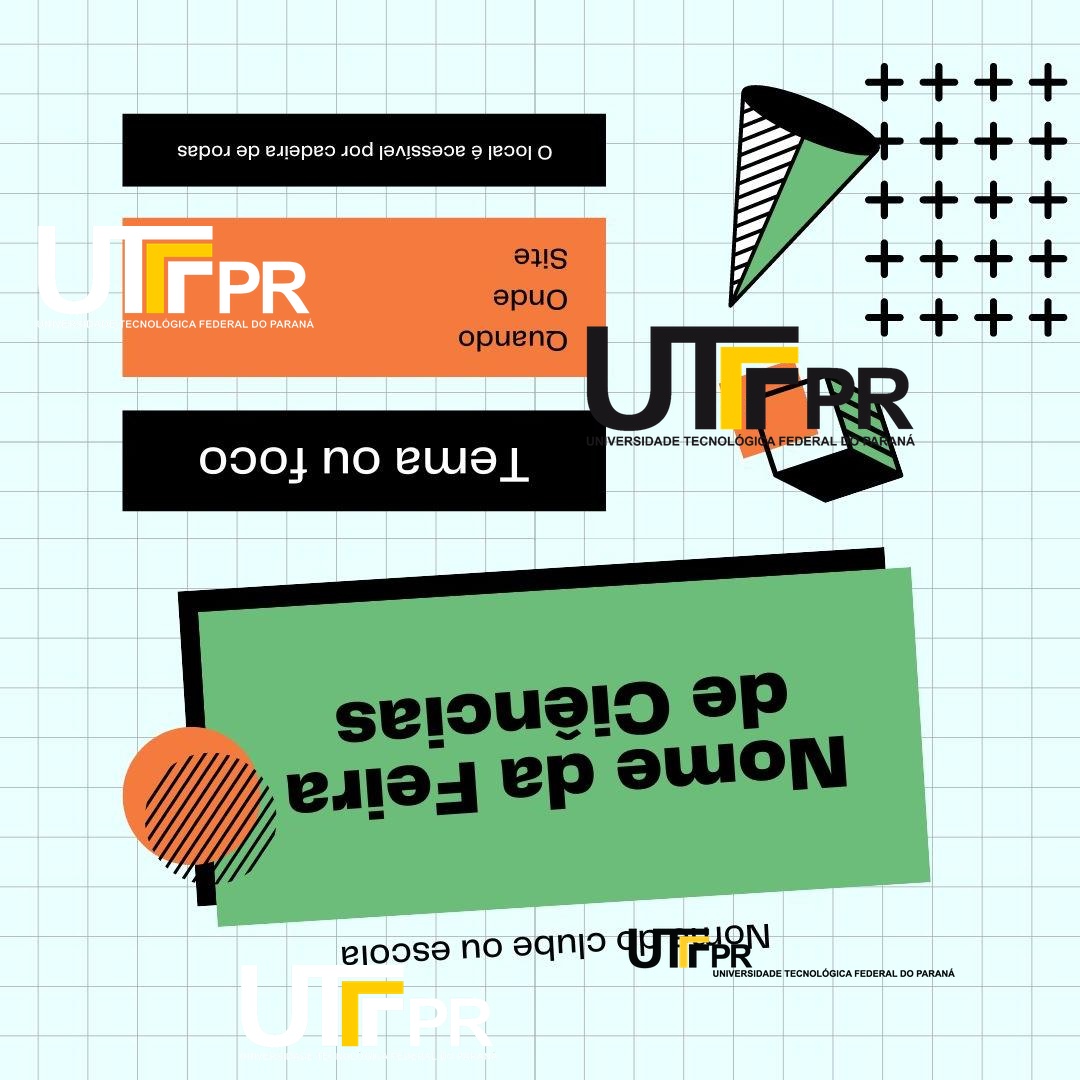 Nome do clube ou escola
Nome da Feira
de Ciências
Tema ou foco
Quando
Onde
Site
O local é acessível por cadeira de rodas
UTFPR
UNIVERSIDADE TECNOLÓGICA FEDERAL DO PARANÁ
UTFPR
UNIVERSIDADE TECNOLÓGICA FEDERAL DO PARANÁ
UTFPR
UNIVERSIDADE TECNOLÓGICA FEDERAL DO PARANÁ
UTFPR